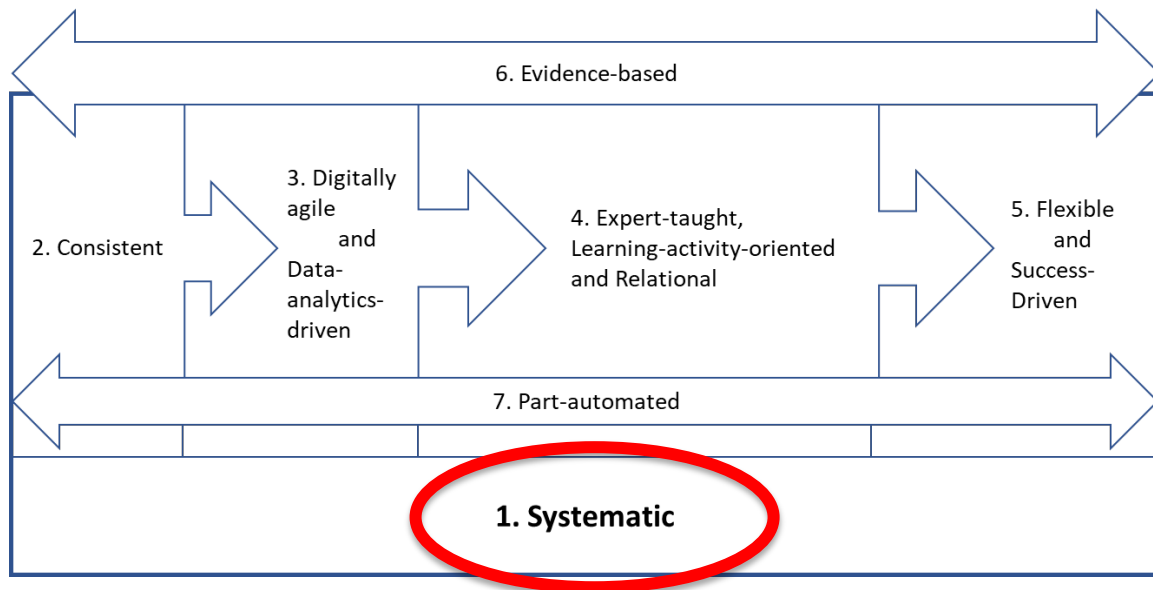 6. Evidence-based
2. Consistent
3. Digitally
agile
and
Data-
analytics-
driven
4. Expert-taught,
Learning-activity-oriented
and Relational
5. Flexible
and
Success-
Driven
7. Part-automated
1. Systematic